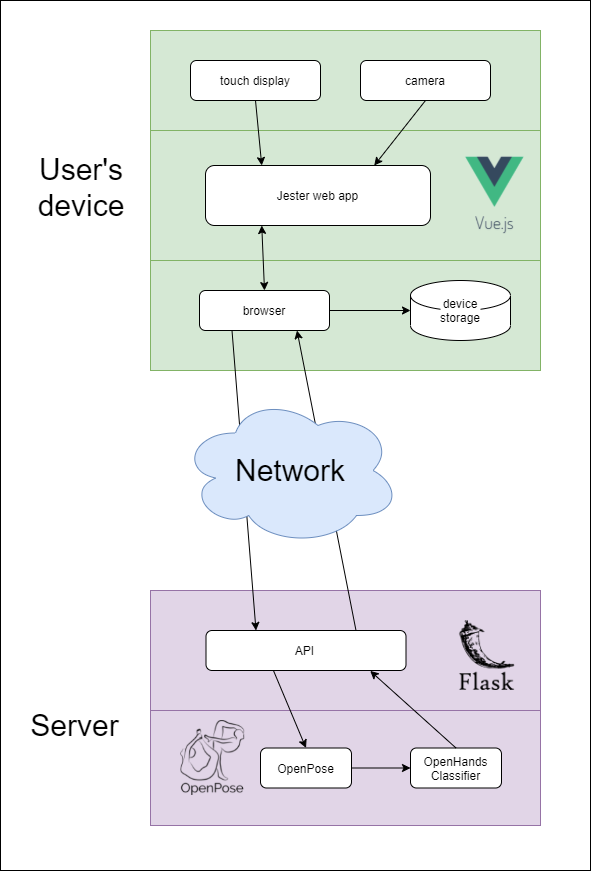 touch display
camera
User's
device
Jester web app
Vue.js
browser
device
storage
Network
API
Flask
Server
OpenPose
OpenPose
OpenHands
Classifier